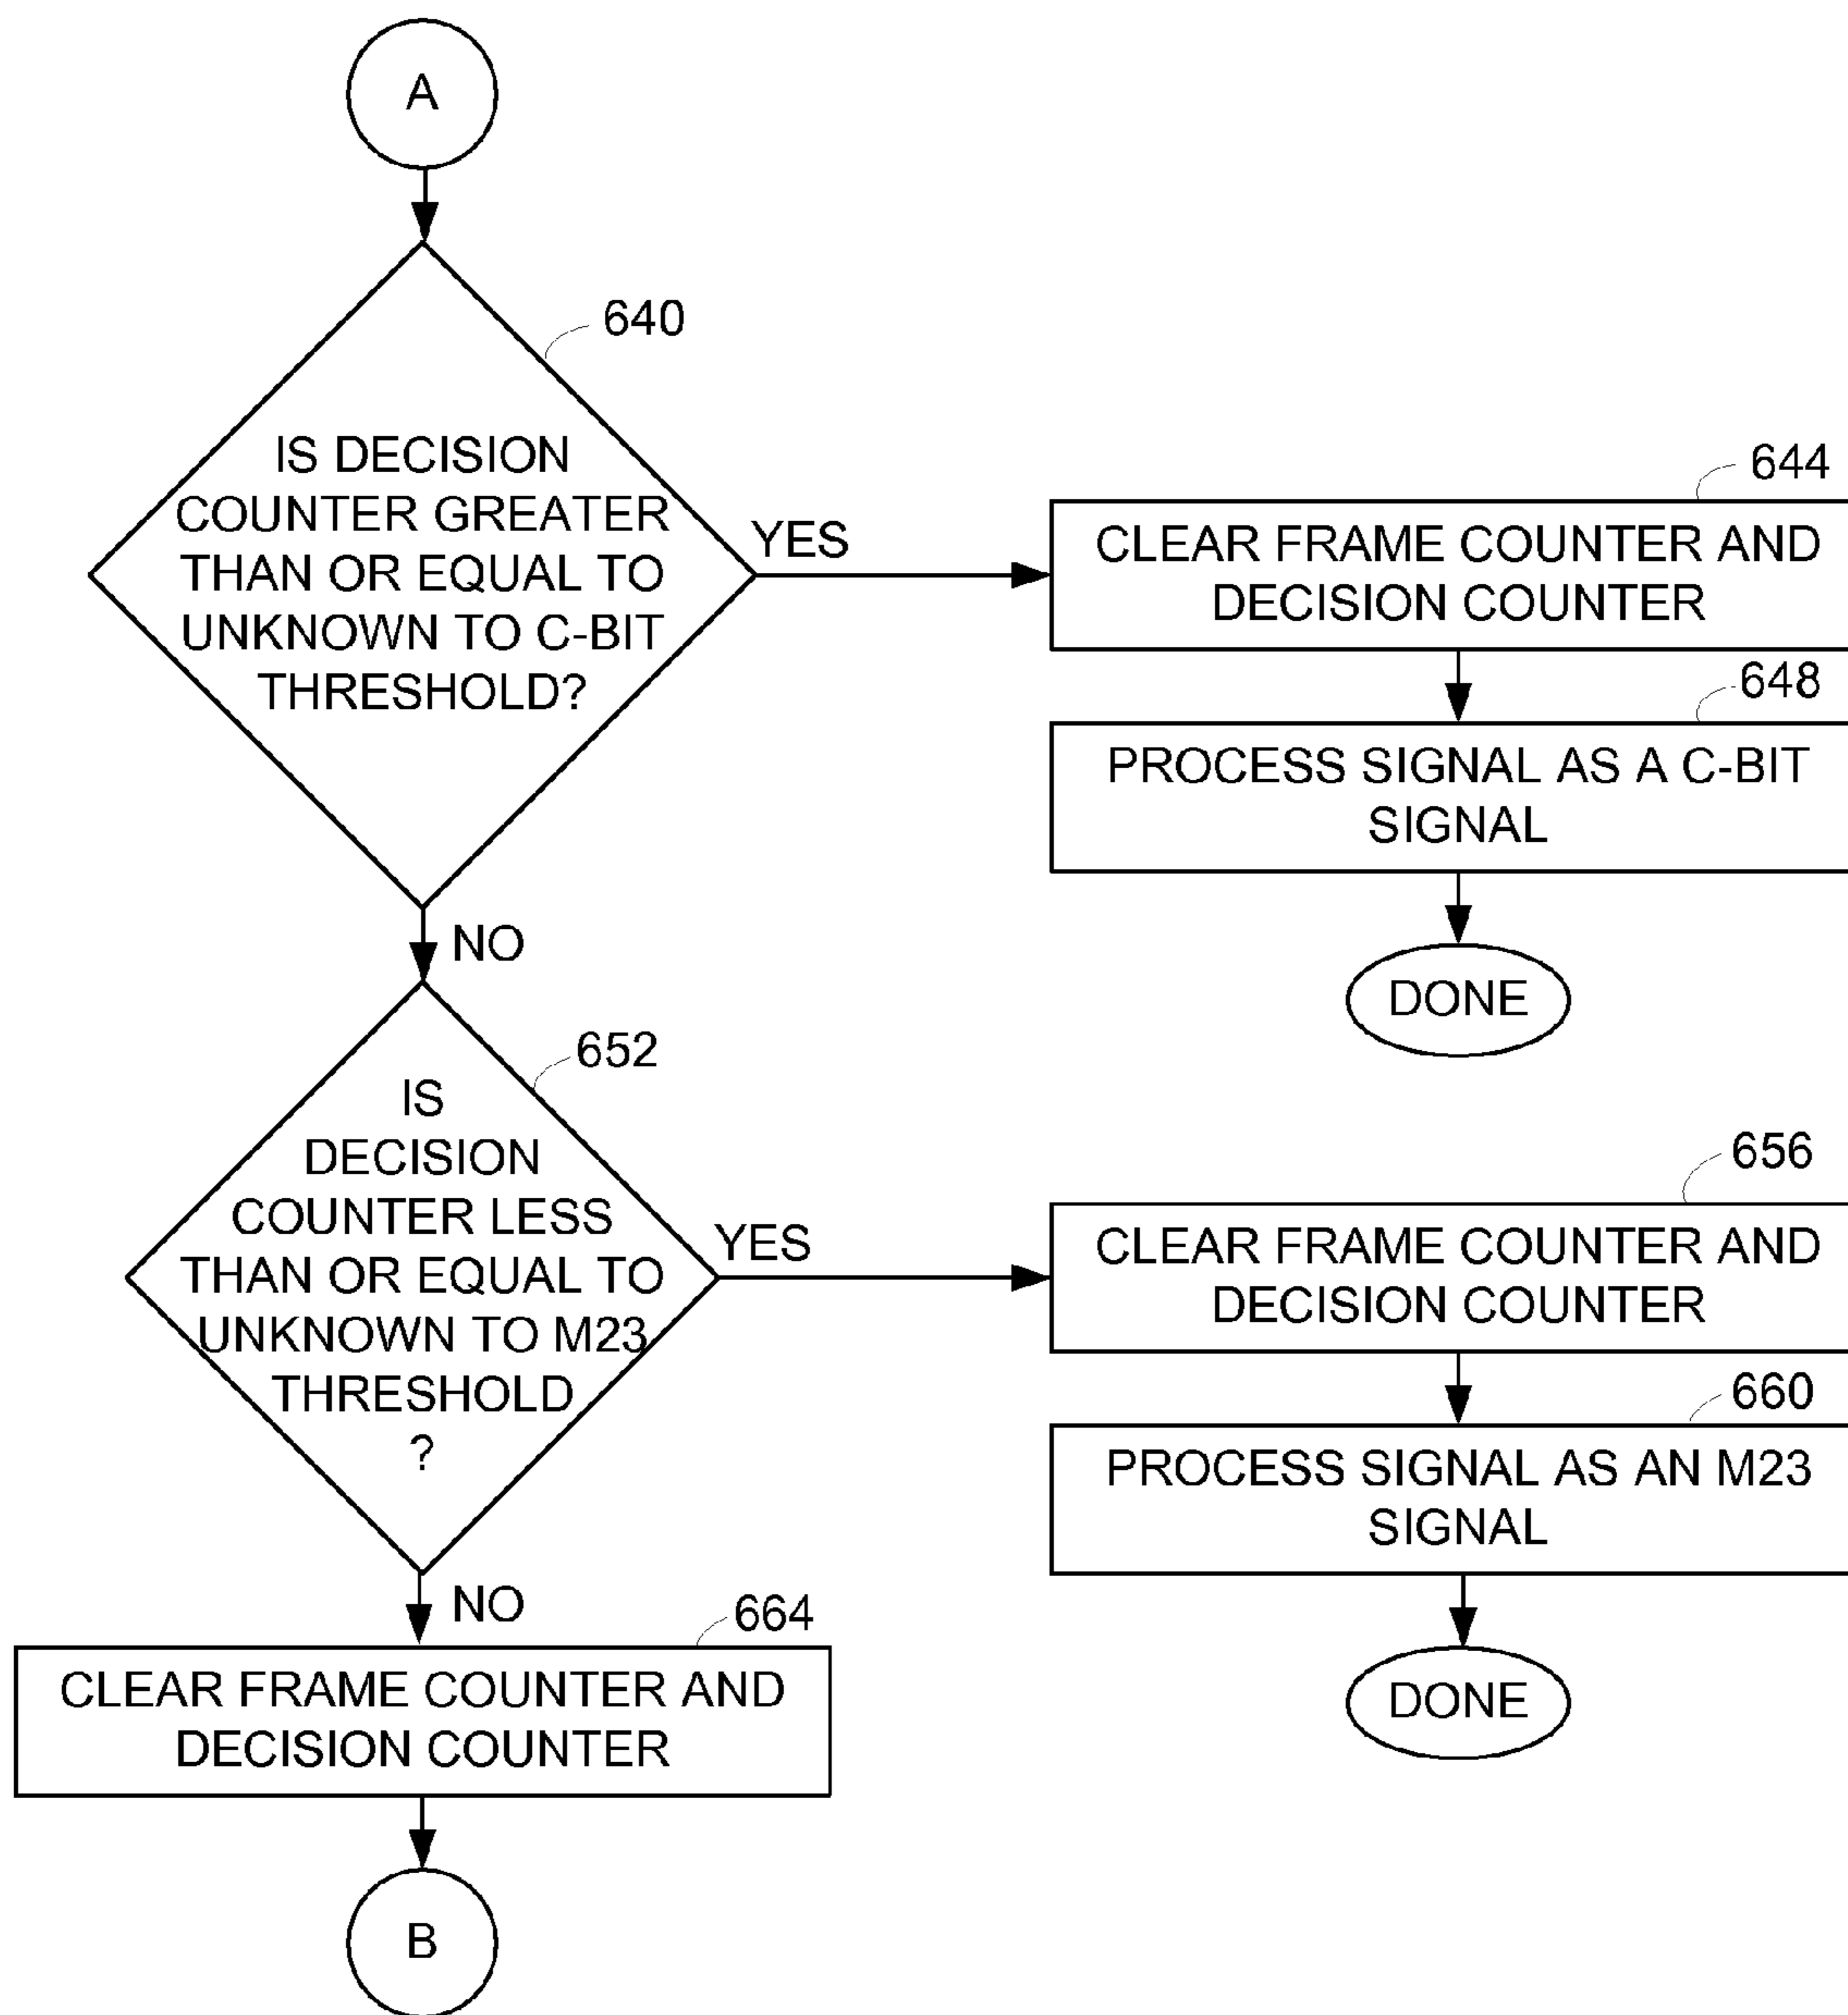 A
640
IS DECISION
COUNTER GREATER
THAN OR EQUAL TO
UNKNOWN TO C-BIT
THRESHOLD?
YES
644
CLEAR FRAME COUNTER AND
DECISION COUNTER
648
PROCESS SIGNAL AS A C-BIT
SIGNAL
DONE
NO
652
IS
DECISION
COUNTER LESS
THAN OR EQUAL TO
UNKNOWN TO M23
THRESHOLD
?
YES
656
CLEAR FRAME COUNTER AND
DECISION COUNTER
660
PROCESS SIGNAL AS AN M23
SIGNAL
DONE
NO
664
CLEAR FRAME COUNTER AND
DECISION COUNTER
B